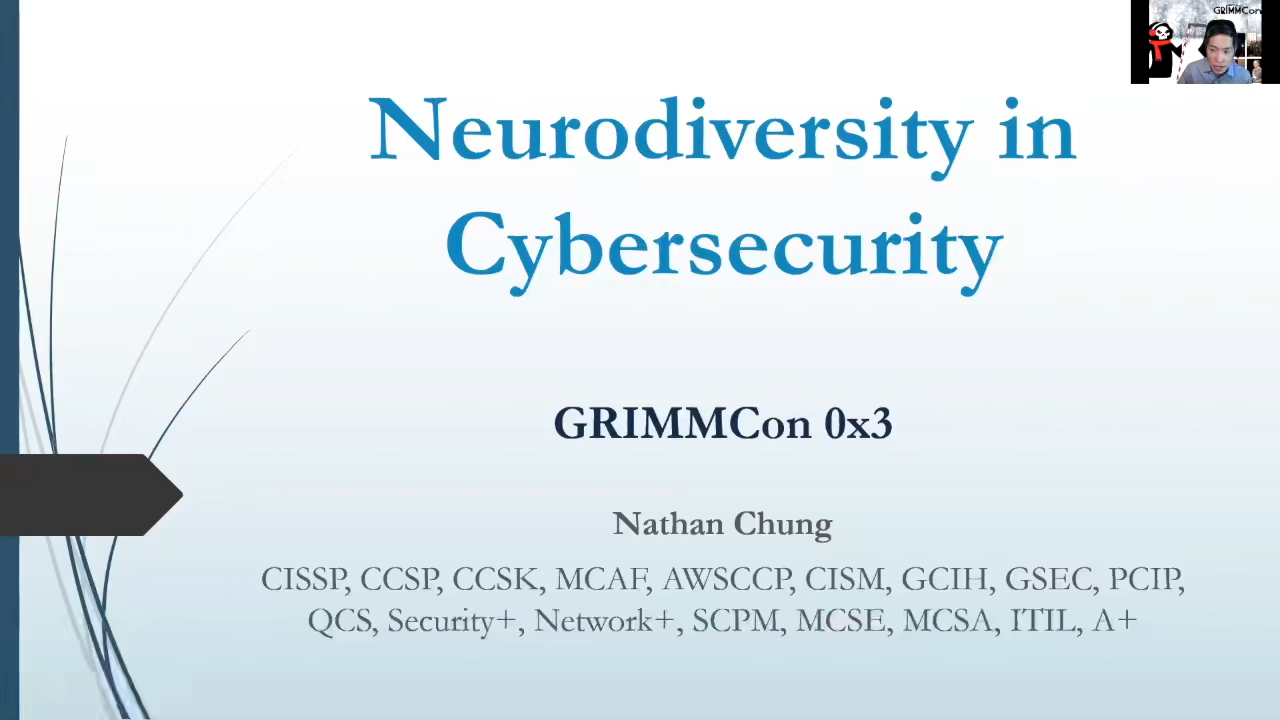 GRIMMCon
Neurodiversity in
Cybersecurity
GRIMMCon 0x3
Nathan Chung
CISSP, CCSP, CCSK, MCAF, AWSCCP, CISM, GCIH, GSEC, PCIP,
QCS, Security+, Network+, SCPM, MCSE, MCSA, ITIL, A+